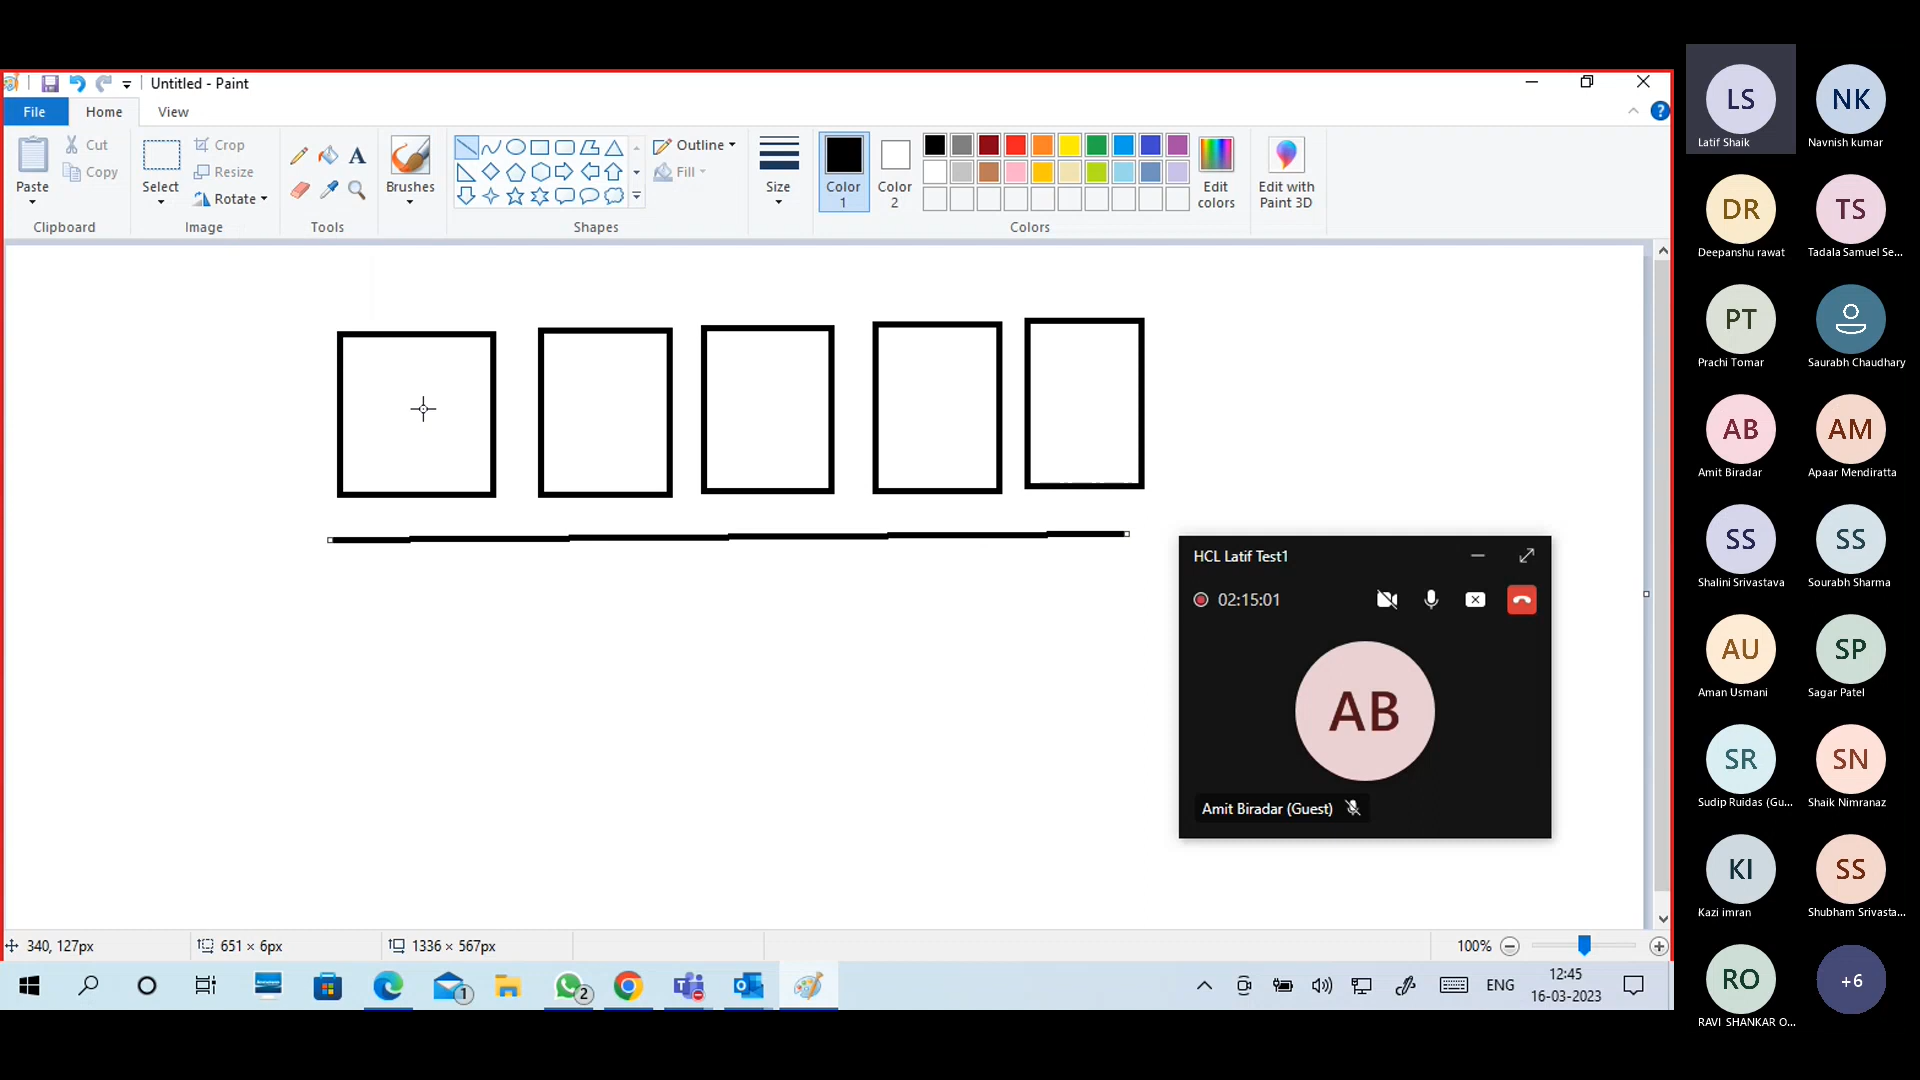 Untitled - Paint
File Home View
Paste
Cut
Copy
Clipboard
Select
Crop
Resize
Rotate
Image
A
Tools
Brushes
Shapes
Outline
Fill
Size
Color 1
Color 2
Colors
Edit colors
Edit with Paint 3D
?
HCL Latif Test1
02:15:01
AB
Amit Biradar (Guest)
340, 127px
651 × 6px
1336 × 567px
100%
1
2
T
ENG
12:45
16-03-2023
LS
Latif Shaik
NK
Navnish kumar
DR
Deepanshu rawat
TS
Tadala Samuel Se...
PT
Prachi Tomar
Saurabh Chaudhary
AB
Amit Biradar
AM
Apaar Mendiratta
SS
Shalini Srivastava
SS
Sourabh Sharma
AU
Aman Usmani
SP
Sagar Patel
SR
Sudip Ruidas (Gu...
SN
Shaik Nimranaz
KI
Kazi imran
SS
Shubham Srivasta...
RO
RAVI SHANKAR O...
+6